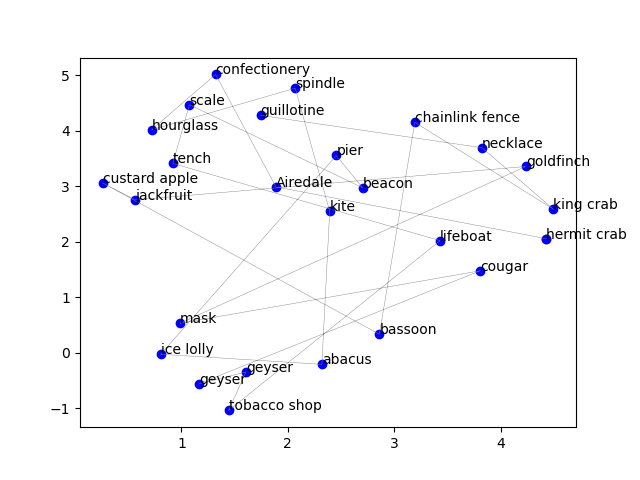 confectionery
5
spindle
scale
guillotine
chainlink fence
hourglass
4
necklace
pier
tench
goldfinch
custard apple
Airedale
beacon
3
jackfruit
kite
king crab
lifeboat
hermit crab
2
cougar
1
mask
bassoon
ice lolly
0
abacus
geyser
geyser
tobacco shop
−1
1
2
3
4